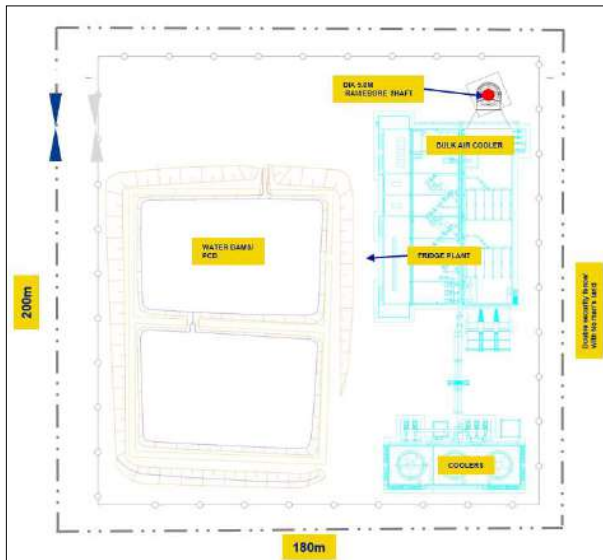 DIA 5.0M
RAISEBORE SHAFT
BULK AIR COOLER
WATER DAMS/
PCD
FRIDGE PLANT
200m
Double security fence/
With No man's land
COOLERS
180m